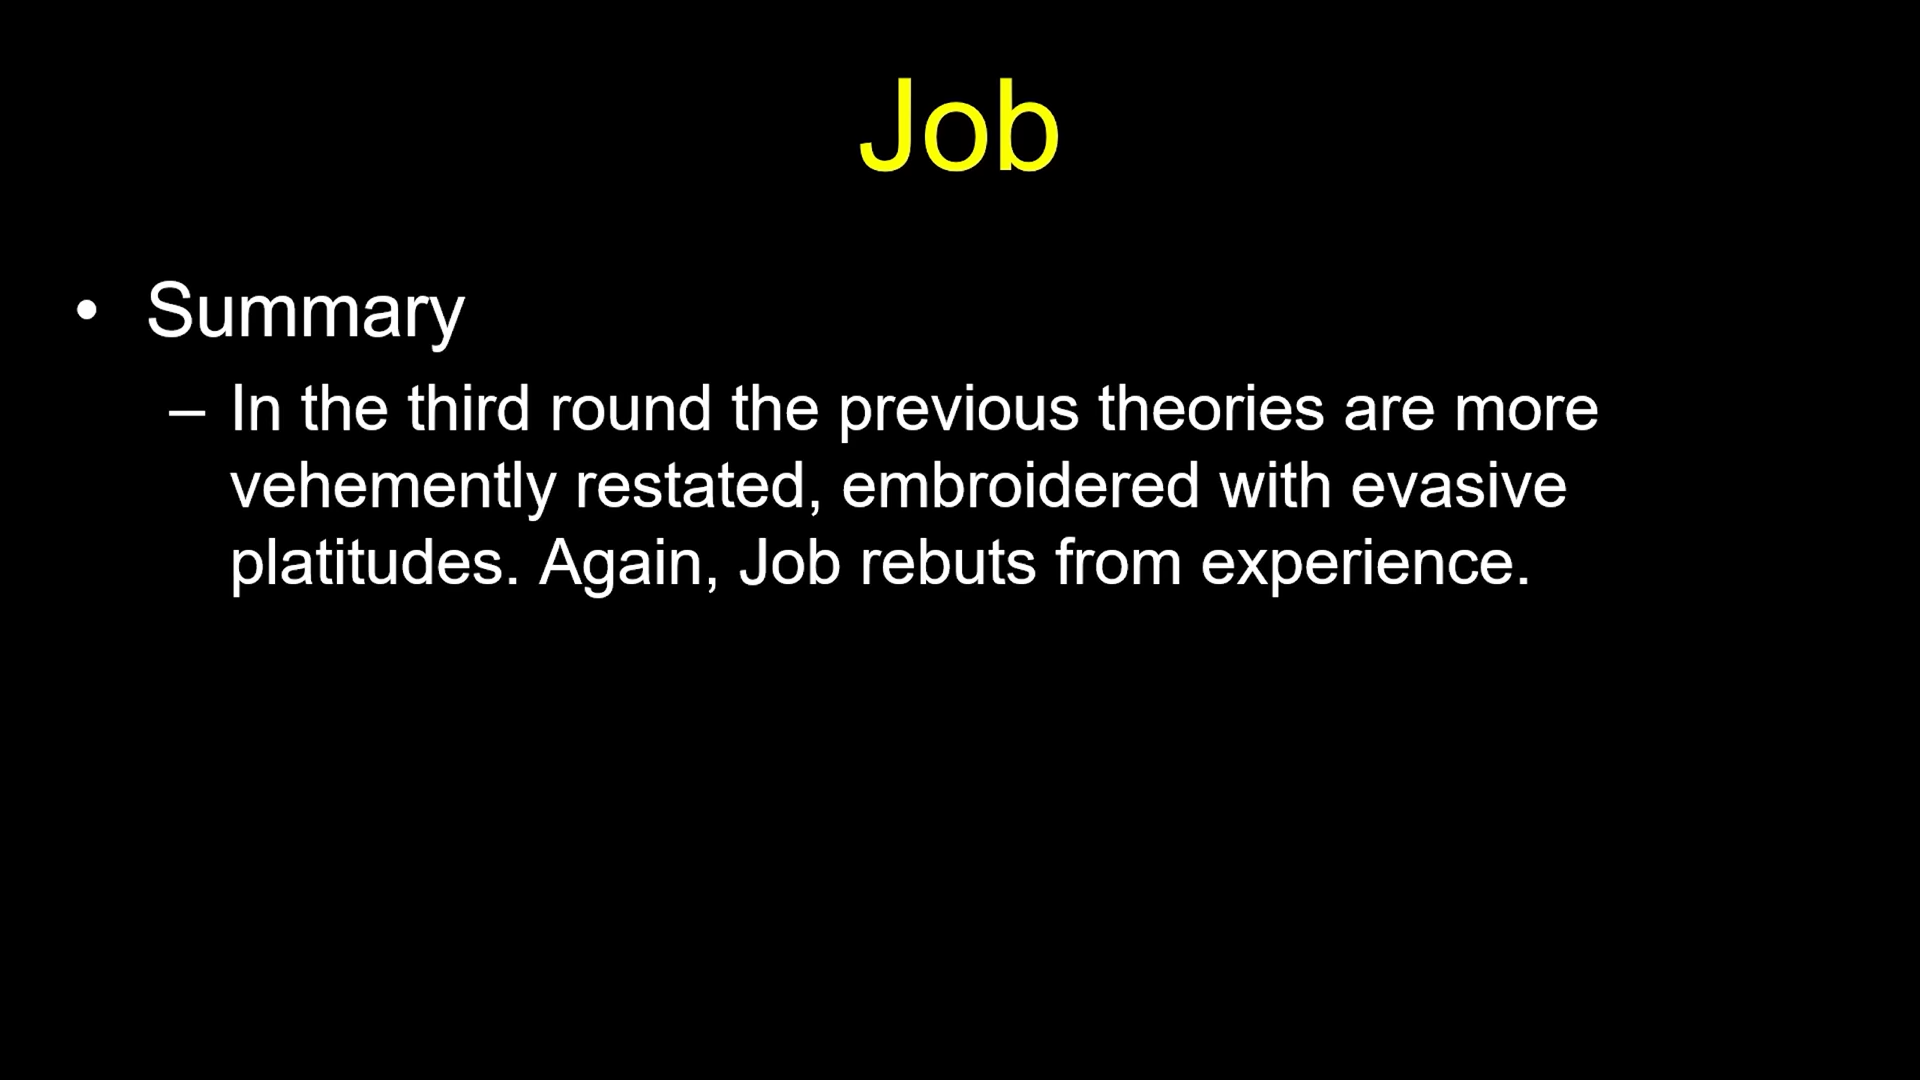 Job
• Summary
– In the third round the previous theories are more
vehemently restated, embroidered with evasive
platitudes. Again, Job rebuts from experience.